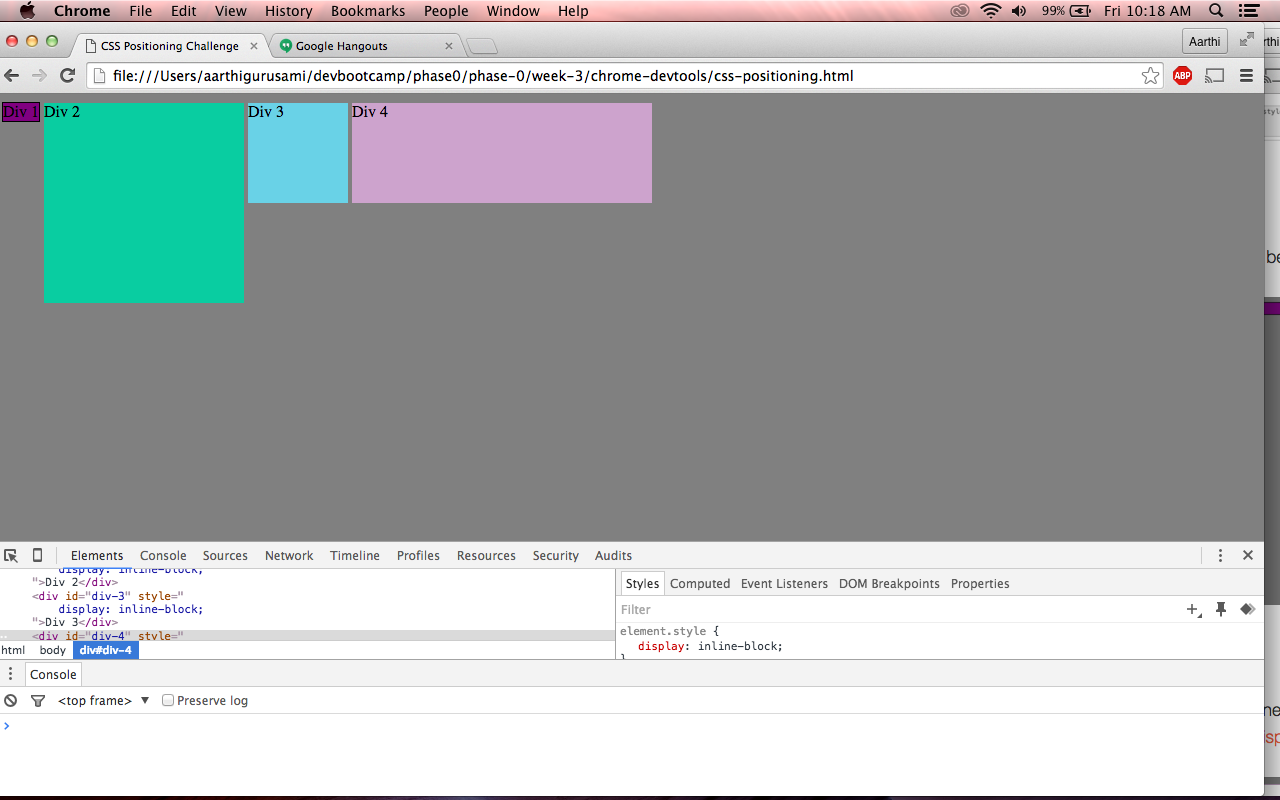 Chrome File Edit View History Bookmarks People Window Help 99% Fri 10:18 AM
CSS Positioning Challenge Google Hangouts Aarthi
file:///Users/aarthigurusami/devbootcamp/phase0/phase-0/week-3/chrome-devtools/css-positioning.html ABP
Div 1 Div 2 Div 3 Div 4
Elements Console Sources Network Timeline Profiles Resources Security Audits
display: inline-block;
">Div 2</div>
<div id="div-3" style="
display: inline-block;
">Div 3</div>
<div id="div-4" style="
html body div#div-4
Styles Computed Event Listeners DOM Breakpoints Properties
Filter
element.style {
display: inline-block;
}
Console
<top frame> ▼ Preserve log
>